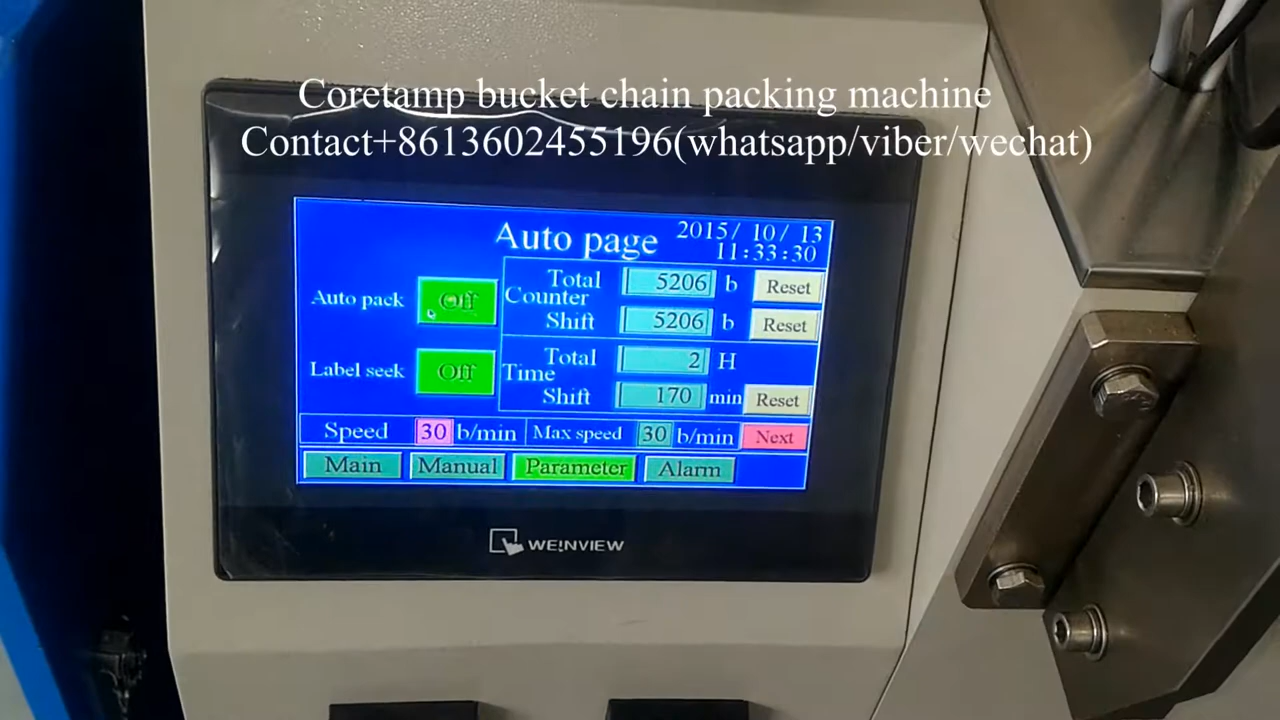 Coretamp bucket chain packing machine
Contact+8613602455196(whatsapp/viber/wechat)
Auto page
2015/ 10/ 13
11:33:30
Auto pack Off
Label seek Off
Total 5206 b Reset
Counter
Shift 5206 b Reset
Total 2 H
Time
Shift 170 min Reset
Speed 30 b/min Max speed 30 b/min Next
Main Manual Parameter Alarm
WE!NVIEW